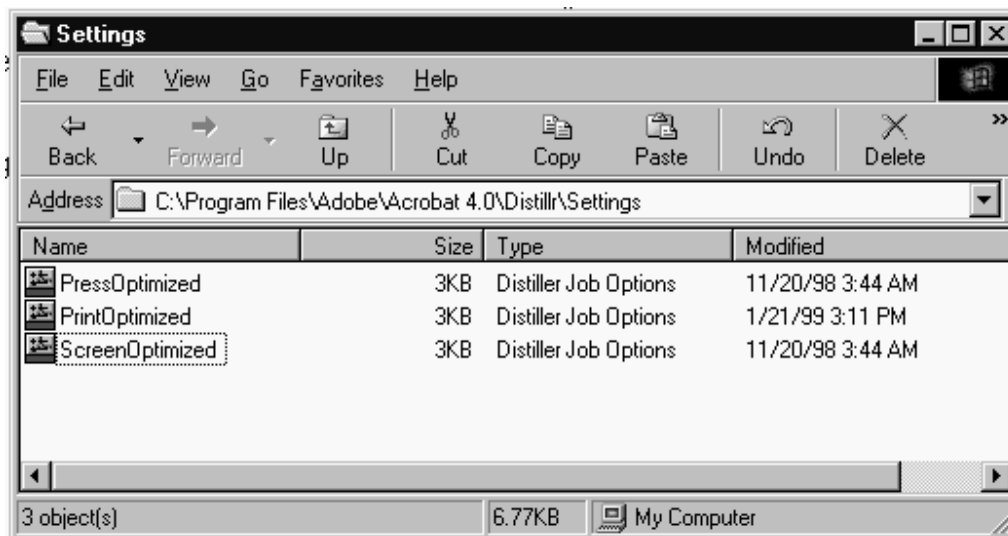 Settings
File Edit View Go Favorites Help
Back Forward Up Cut Copy Paste Undo Delete »
Address C:\Program Files\Adobe\Acrobat 4.0\Distillr\Settings
Name Size Type Modified
PressOptimized 3KB Distiller Job Options 11/20/98 3:44 AM
PrintOptimized 3KB Distiller Job Options 1/21/99 3:11 PM
ScreenOptimized 3KB Distiller Job Options 11/20/98 3:44 AM
3 object(s) 6.77KB My Computer